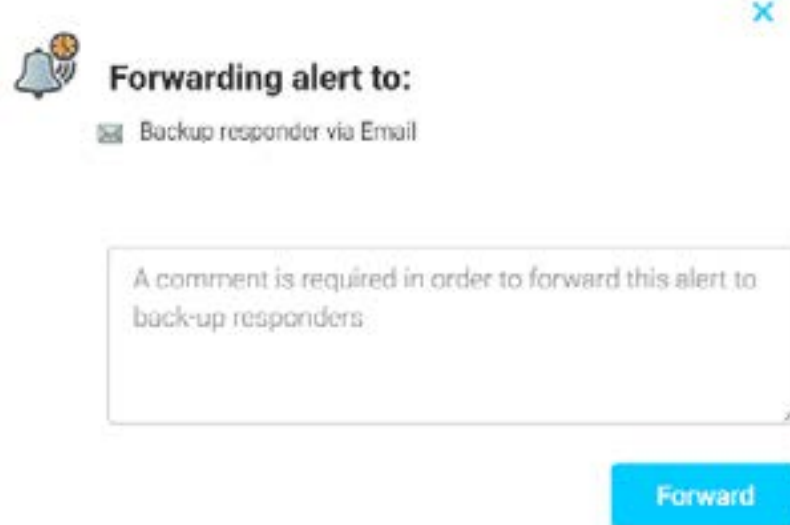 Forwarding alert to:
Backup responder via Email
A comment is required in order to forward this alert to
back-up responders
Forward